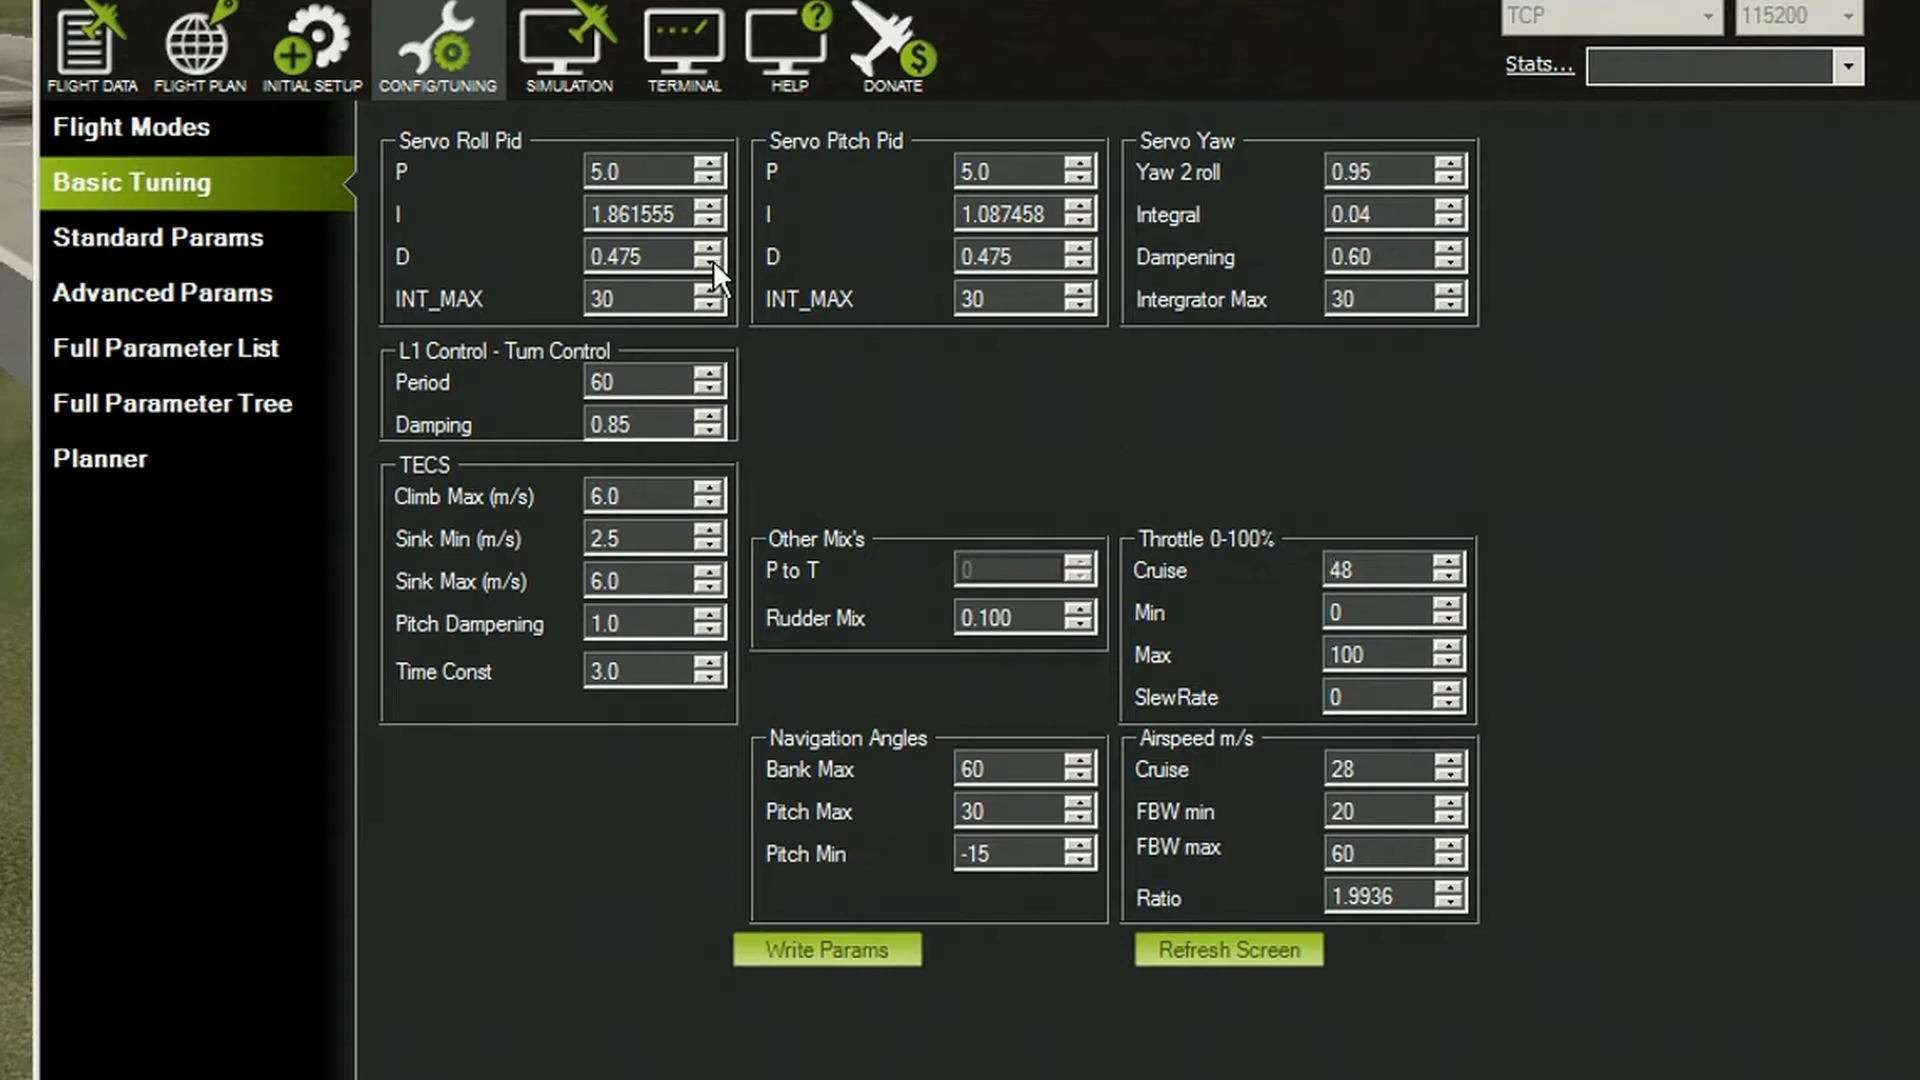 FLIGHT DATA FLIGHT PLAN INITIAL SETUP CONFIG/TUNING SIMULATION TERMINAL HELP DONATE
TCP 115200
Stats...
Flight Modes
Basic Tuning
Standard Params
Advanced Params
Full Parameter List
Full Parameter Tree
Planner
Servo Roll Pid
P 5.0
I 1.861555
D 0.475
INT_MAX 30
Servo Pitch Pid
P 5.0
I 1.087458
D 0.475
INT_MAX 30
Servo Yaw
Yaw 2 roll 0.95
Integral 0.04
Dampening 0.60
Intergrator Max 30
L1 Control - Turn Control
Period 60
Damping 0.85
TECS
Climb Max (m/s) 6.0
Sink Min (m/s) 2.5
Sink Max (m/s) 6.0
Pitch Dampening 1.0
Time Const 3.0
Other Mix's
P to T 0
Rudder Mix 0.100
Throttle 0-100%
Cruise 48
Min 0
Max 100
SlewRate 0
Navigation Angles
Bank Max 60
Pitch Max 30
Pitch Min -15
Airspeed m/s
Cruise 28
FBW min 20
FBW max 60
Ratio 1.9936
Write Params
Refresh Screen